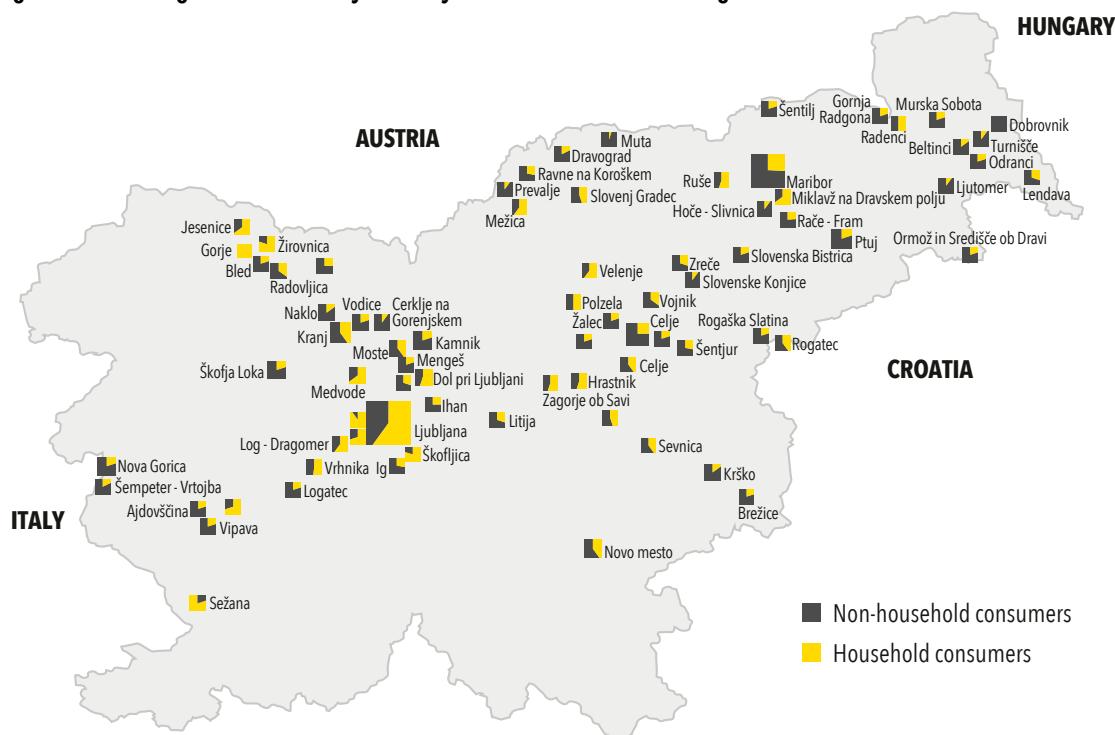 HUNGARY
AUSTRIA
Šentilj
Gornja
Radgona
Murska Sobota
Radenci
Dobrovnik
Turnišče
Beltinci
Odranci
Lendava
Ljutomer
Muta
Dravograd
Ravne na Koroškem
Prevalje
Slovenj Gradec
Mežica
Ruše
Maribor
Miklavž na Dravskem polju
Hoče - Slivnica
Rače - Fram
Ptuj
Ormož in Središče ob Dravi
Jesenice
Žirovnica
Gorje
Bled
Radovljica
Slovenska Bistrica
Zreče
Slovenske Konjice
Velenje
Polzela
Vojnik
Žalec
Celje
Rogaška Slatina
Rogatec
Šentjur
Celje
Naklo
Vodice
Cerklje na
Gorenjskem
Kranj
Kamnik
Moste
Mengeš
Škofja Loka
Dol pri Ljubljani
Medvode
Hrastnik
Zagorje ob Savi
CROATIA
Ihan
Litija
Ljubljana
Log - Dragomer
Škofljica
Sevnica
Vrhnika
Ig
Logatec
Krško
Brežice
Nova Gorica
Šempeter - Vrtojba
Ajdovščina
Vipava
ITALY
Novo mesto
Sežana
Non-household consumers
Household consumers